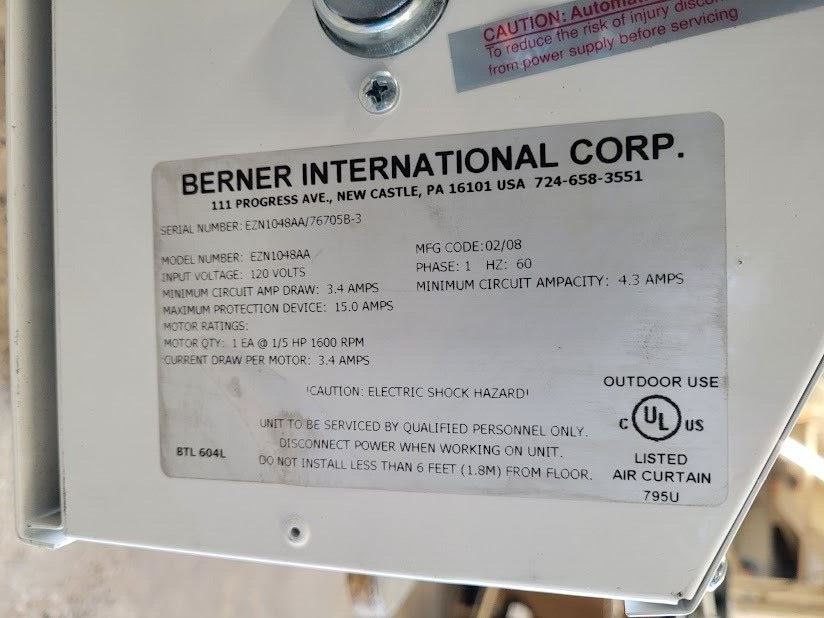 CAUTION: Automa
To reduce the risk of injury discon
from power supply before servicing
BERNER INTERNATIONAL CORP.
111 PROGRESS AVE., NEW CASTLE, PA 16101 USA 724-658-3551
SERIAL NUMBER: EZN1048AA/76705B-3
MODEL NUMBER: EZN1048AA MFG CODE:02/08
INPUT VOLTAGE: 120 VOLTS PHASE: 1 HZ: 60
MINIMUM CIRCUIT AMP DRAW: 3.4 AMPS MINIMUM CIRCUIT AMPACITY: 4.3 AMPS
MAXIMUM PROTECTION DEVICE: 15.0 AMPS
MOTOR RATINGS:
MOTOR QTY: 1 EA @ 1/5 HP 1600 RPM
CURRENT DRAW PER MOTOR: 3.4 AMPS
!CAUTION: ELECTRIC SHOCK HAZARD!
UNIT TO BE SERVICED BY QUALIFIED PERSONNEL ONLY.
DISCONNECT POWER WHEN WORKING ON UNIT.
DO NOT INSTALL LESS THAN 6 FEET (1.8M) FROM FLOOR.
BTL 604L
OUTDOOR USE
C UL US
LISTED
AIR CURTAIN
795U